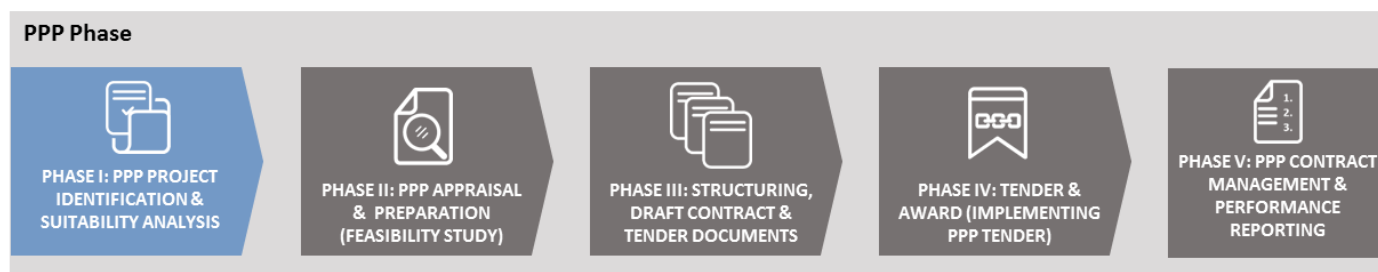 PPP Phase
PHASE I: PPP PROJECT
IDENTIFICATION &
SUITABILITY ANALYSIS
PHASE II: PPP APPRAISAL
& PREPARATION
(FEASIBILITY STUDY)
PHASE III: STRUCTURING,
DRAFT CONTRACT &
TENDER DOCUMENTS
PHASE IV: TENDER &
AWARD (IMPLEMENTING
PPP TENDER)
1.
2.
3.
PHASE V: PPP CONTRACT
MANAGEMENT &
PERFORMANCE
REPORTING